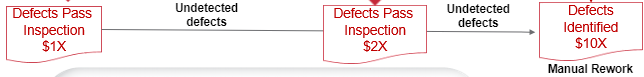 Defects Pass
Inspection
$1X
Undetected
defects
Defects Pass
Inspection
$2X
Undetected
defects
Defects
Identified
$10X
Manual Rework